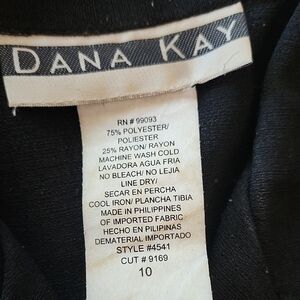 DANA KAY
RN # 99093
75% POLYESTER/
POLIESTER
25% RAYON/ RAYON
MACHINE WASH COLD
LAVADORA AGUA FRIA
NO BLEACH/ NO LEJIA
LINE DRY/
SECAR EN PERCHA
COOL IRON/ PLANCHA TIBIA
MADE IN PHILIPPINES
OF IMPORTED FABRIC
HECHO EN PILIPINAS
DEMATERIAL IMPORTADO
STYLE #4541
CUT # 9169
10